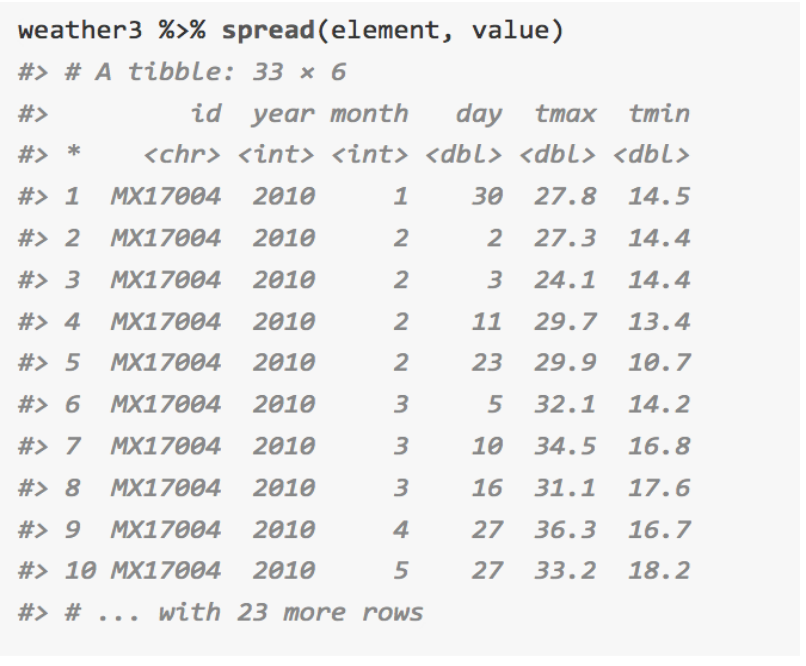 weather3 %>% spread(element, value)
#> # A tibble: 33 × 6
#>         id  year month   day  tmax  tmin
#> *    <chr> <int> <int> <dbl> <dbl> <dbl>
#> 1  MX17004  2010     1    30  27.8  14.5
#> 2  MX17004  2010     2     2  27.3  14.4
#> 3  MX17004  2010     2     3  24.1  14.4
#> 4  MX17004  2010     2    11  29.7  13.4
#> 5  MX17004  2010     2    23  29.9  10.7
#> 6  MX17004  2010     3     5  32.1  14.2
#> 7  MX17004  2010     3    10  34.5  16.8
#> 8  MX17004  2010     3    16  31.1  17.6
#> 9  MX17004  2010     4    27  36.3  16.7
#> 10 MX17004  2010     5    27  33.2  18.2
#> # ... with 23 more rows